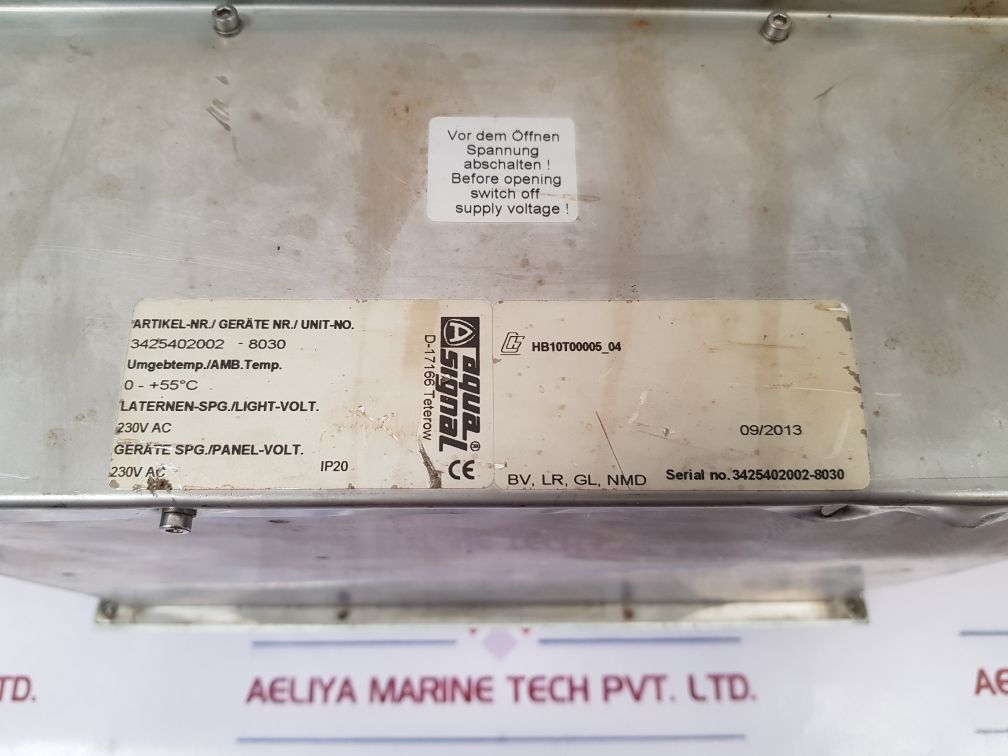 Vor dem Öffnen
Spannung
abschalten !
Before opening
switch off
supply voltage !
ARTIKEL-NR./ GERÄTE NR./ UNIT-NO.
3425402002 - 8030
Umgebtemp./AMB.Temp.
0 - +55°C
LATERNEN-SPG./LIGHT-VOLT.
230V AC
GERÄTE SPG./PANEL-VOLT.
230V AC
IP20
D-17166 Teterow
aqua
signal®
CE
HB10T00005_04
09/2013
BV, LR, GL, NMD
Serial no. 3425402002-8030
TD.
AELIYA MARINE TECH PVT. LTD.